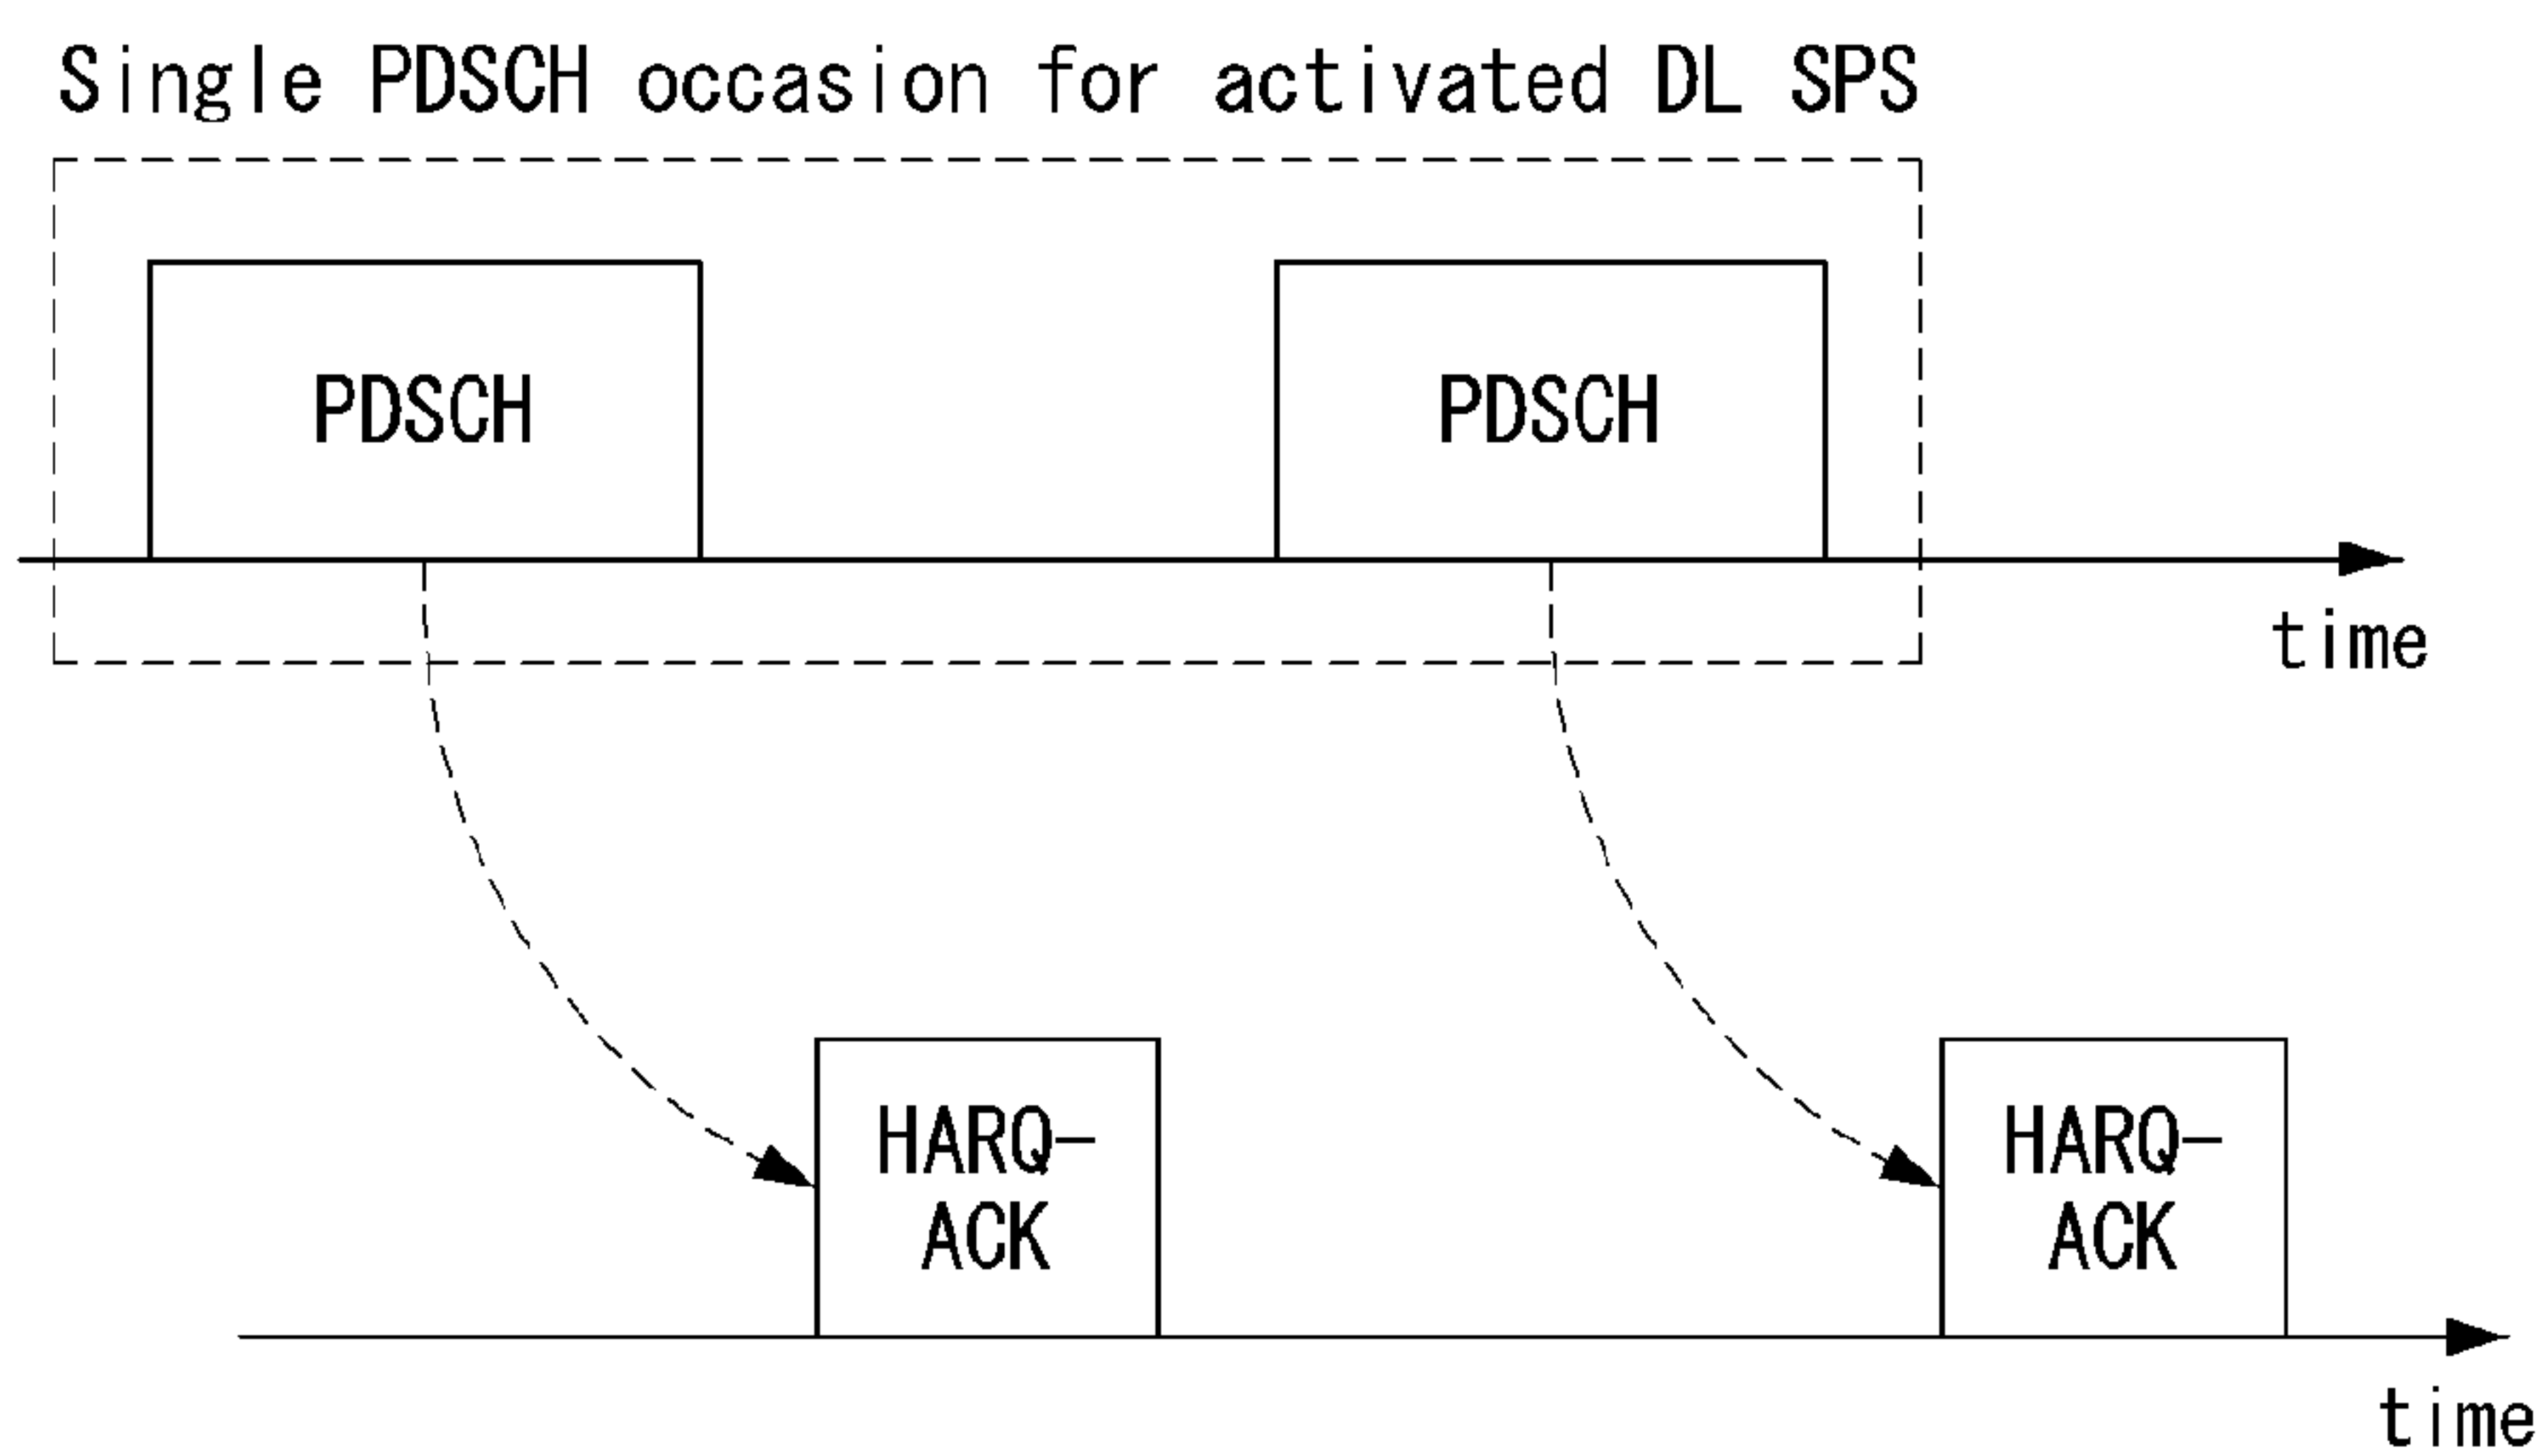 Single PDSCH occasion for activated DL SPS
PDSCH
PDSCH
time
HARQ-
ACK
HARQ-
ACK
time